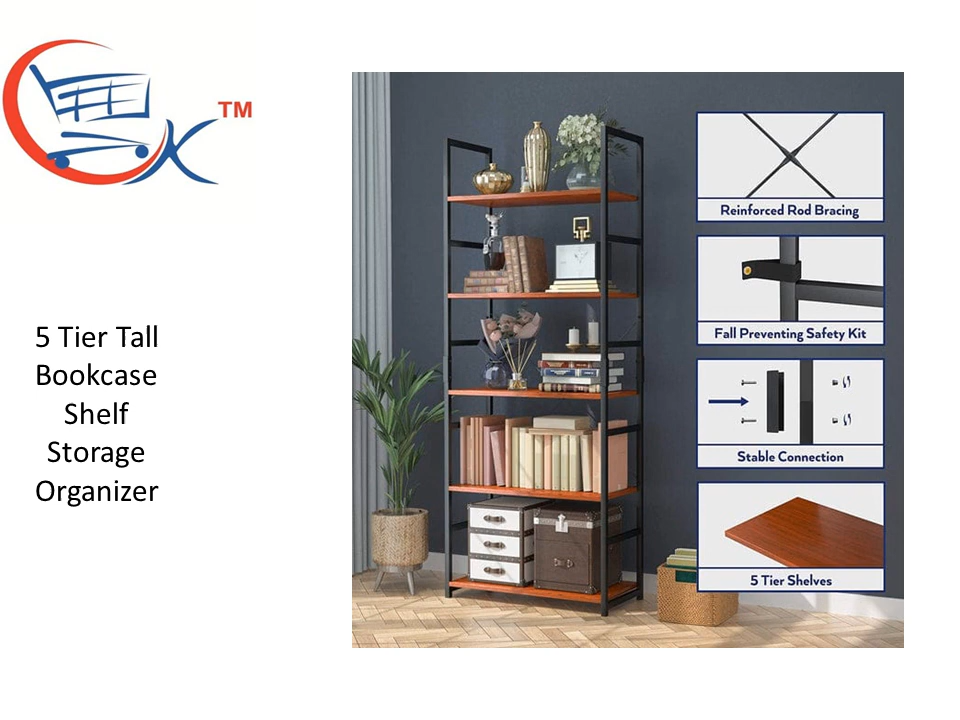 K TM
5 Tier Tall
Bookcase
Shelf
Storage
Organizer
Reinforced Rod Bracing
Fall Preventing Safety Kit
Stable Connection
5 Tier Shelves